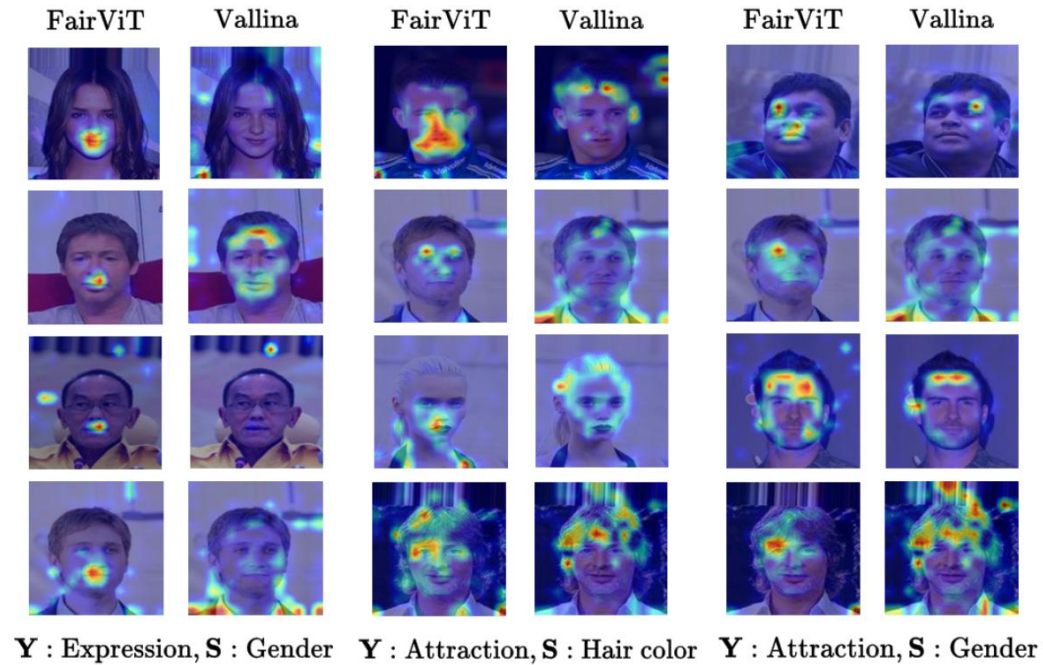 FairViT Vallina FairViT Vallina FairViT Vallina
Y : Expression, S : Gender Y : Attraction, S : Hair color Y : Attraction, S : Gender